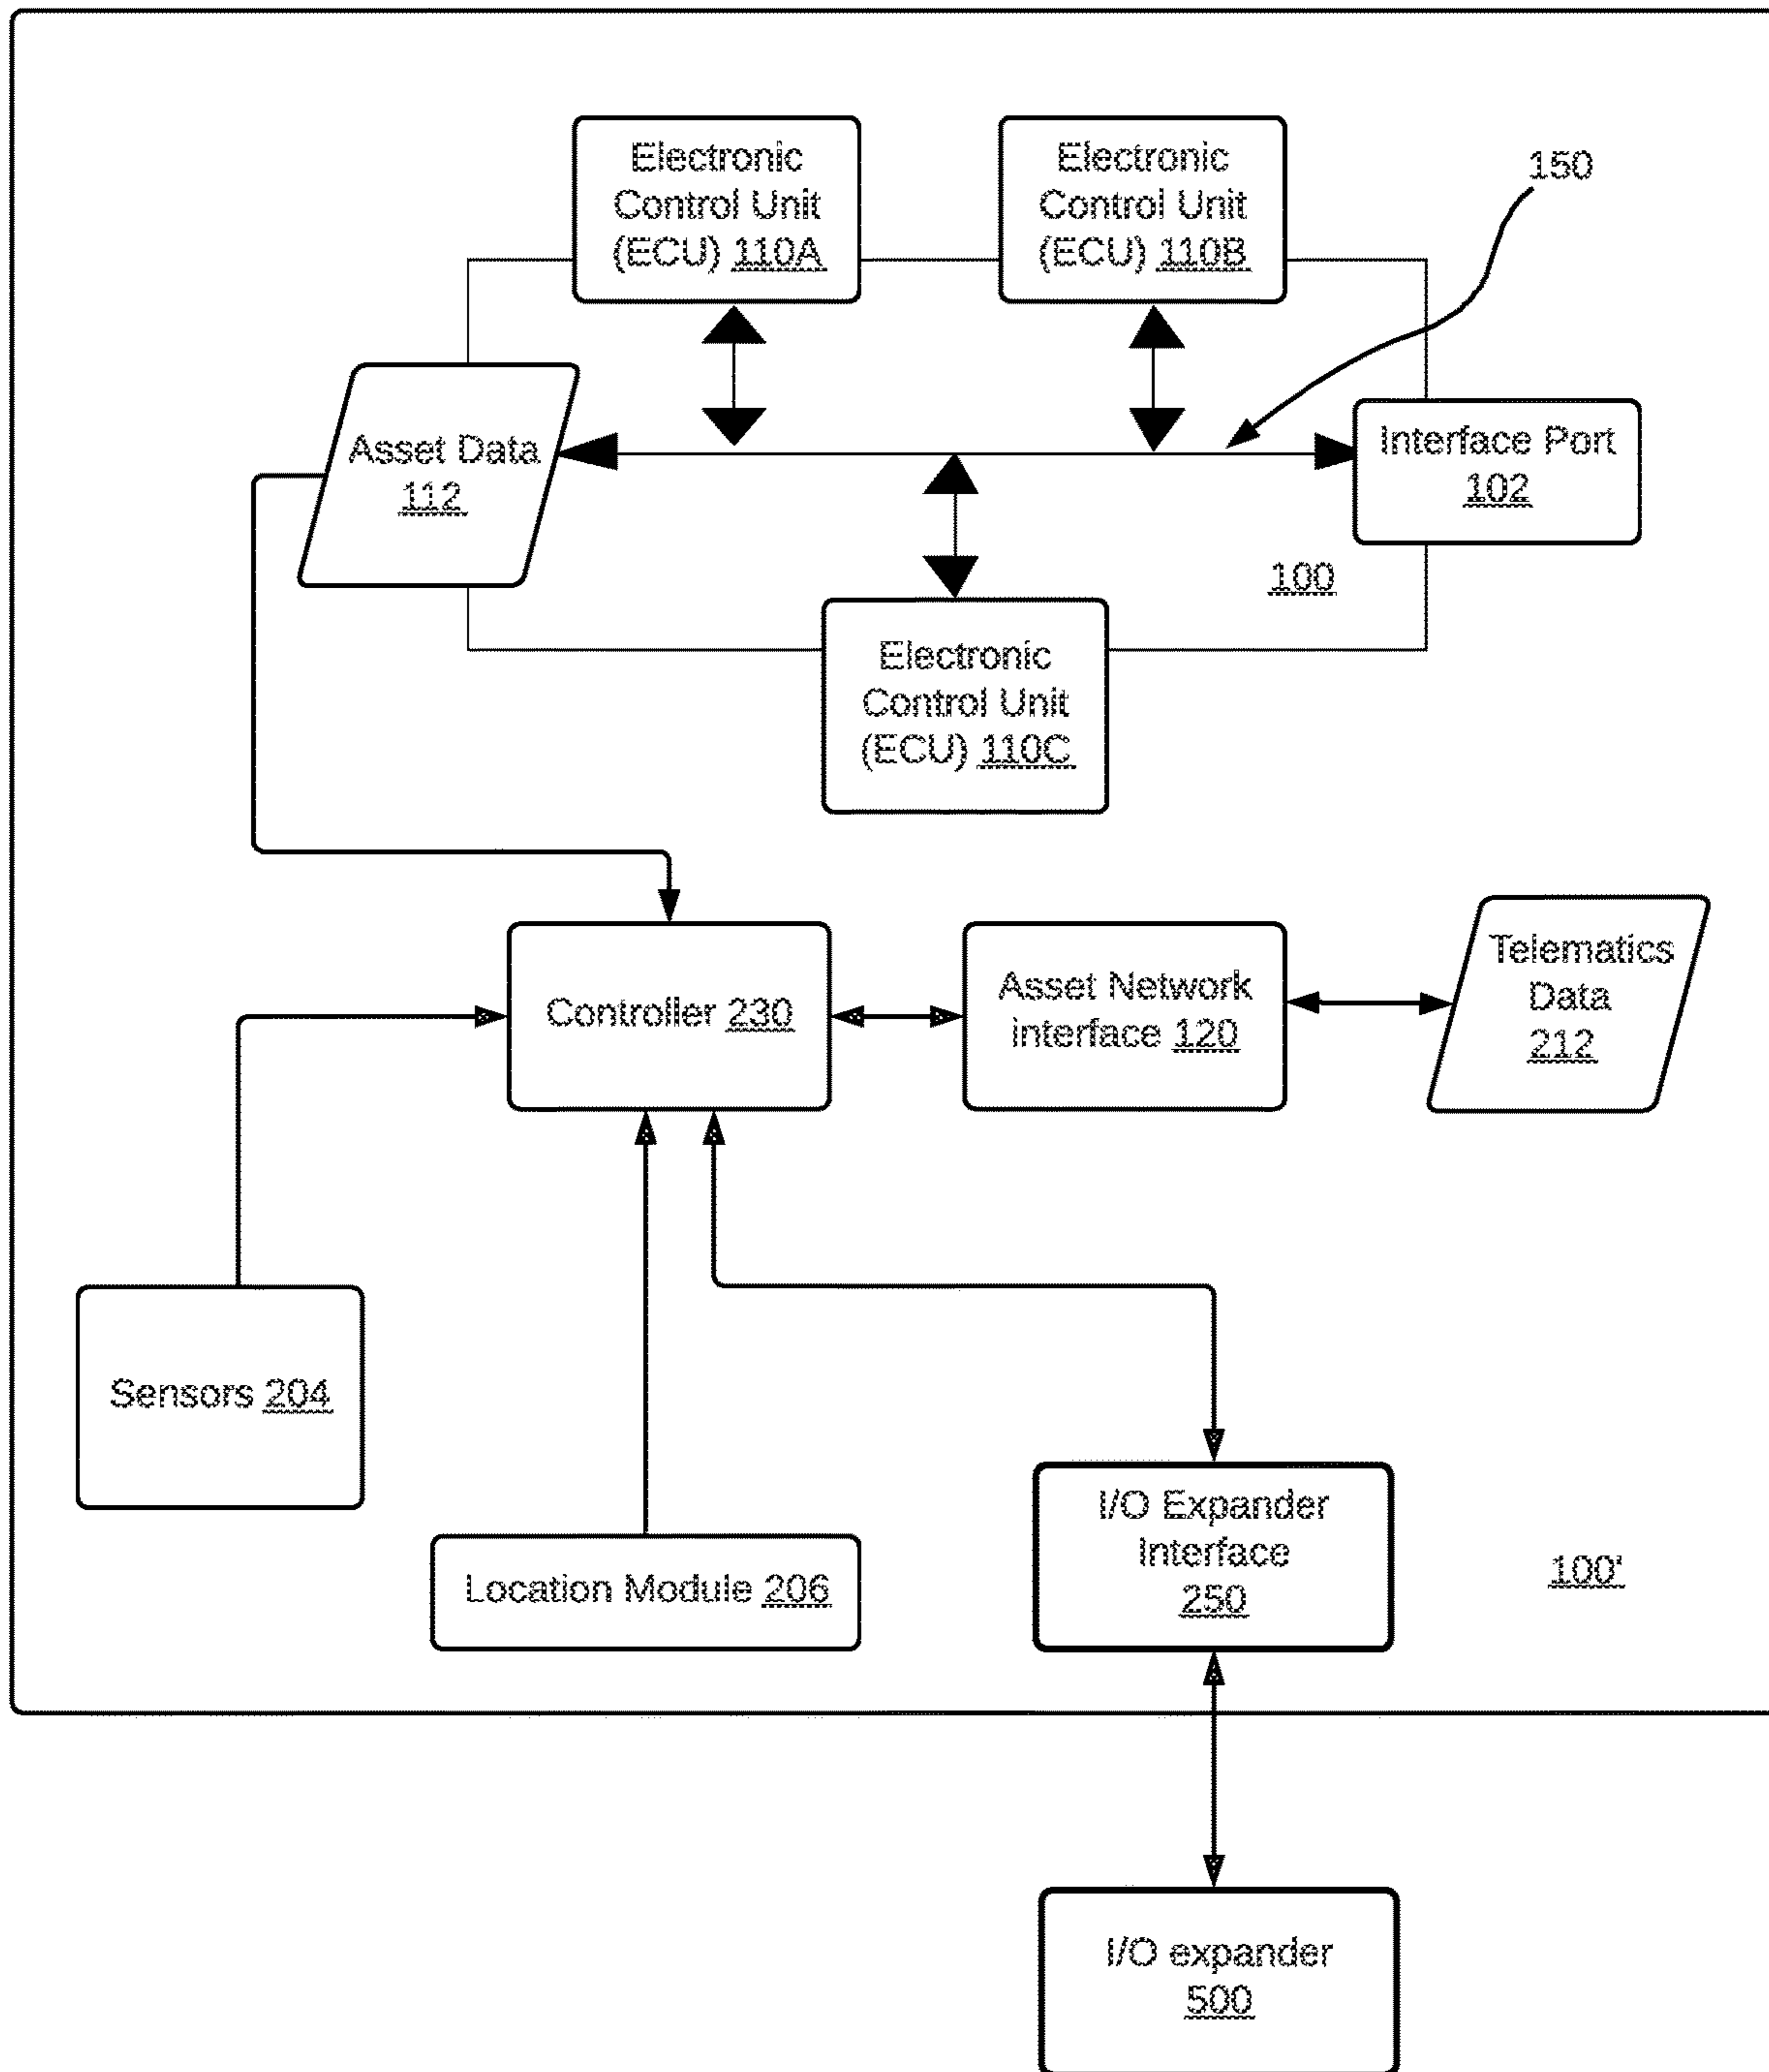 Electronic
Control Unit
(ECU) 110A
Electronic
Control Unit
(ECU) 110B
150
Asset Data
112
Interface Port
102
100
Electronic
Control Unit
(ECU) 110C
Controller 230
Asset Network
interface 120
Telematics
Data
212
Sensors 204
Location Module 206
I/O Expander
Interface
250
100'
I/O expander
500